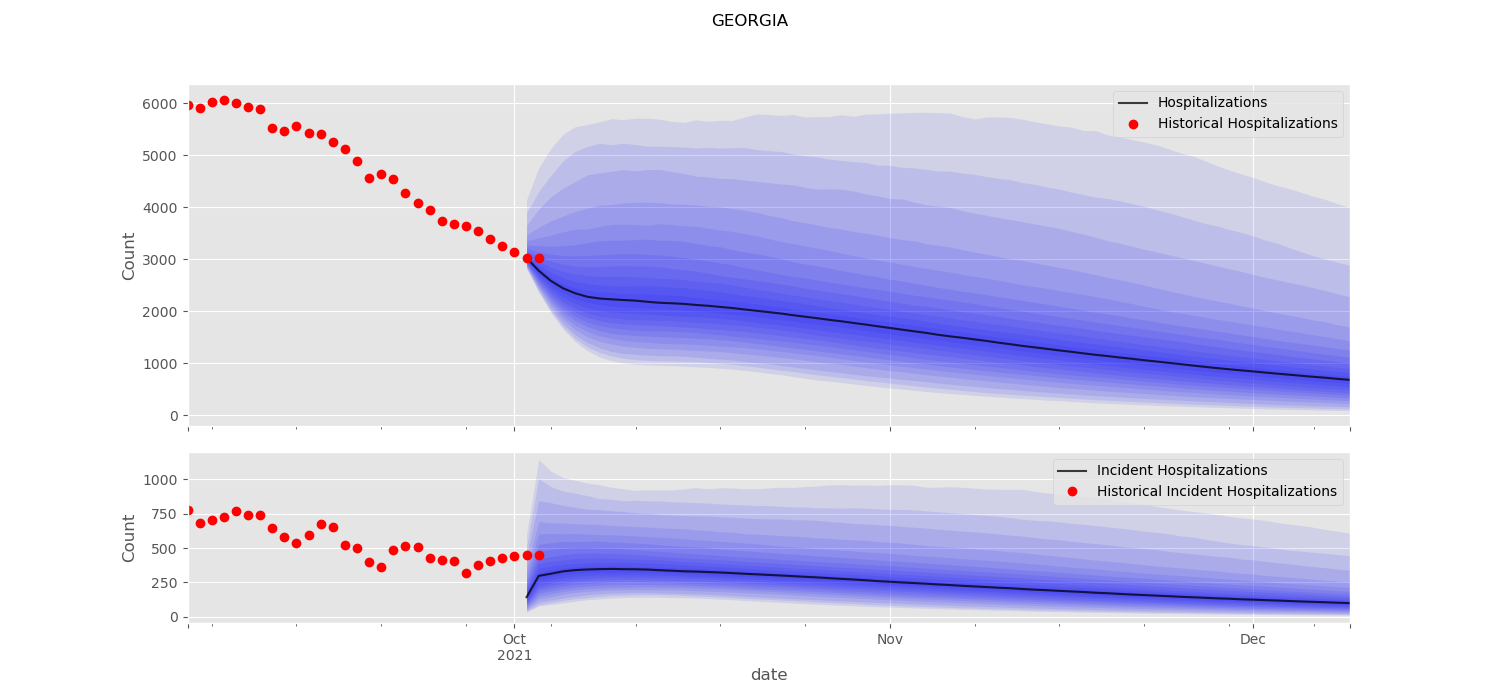 GEORGIA
Hospitalizations
Historical Hospitalizations
6000
5000
4000
3000
2000
1000
0
Count
Incident Hospitalizations
Historical Incident Hospitalizations
1000
750
500
250
0
Count
Oct
2021
Nov
Dec
date